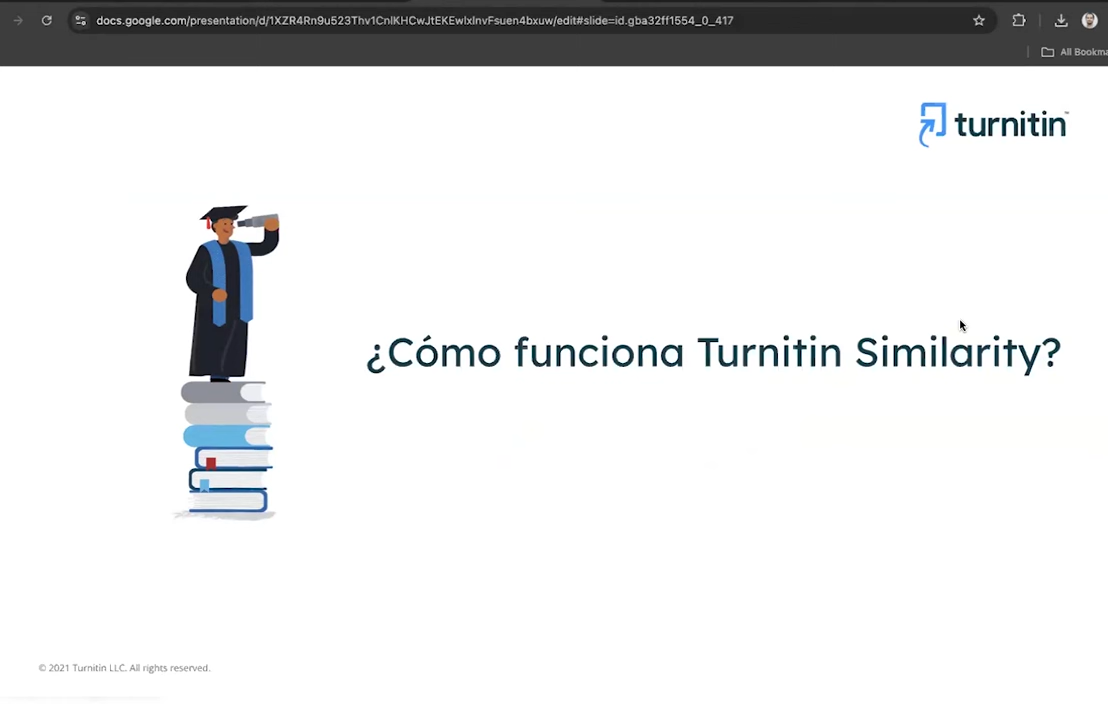 docs.google.com/presentation/d/1XZR4Rn9u523Thv1CnlKHCwJtEKEwlxlnvFsuen4bxuw/edit#slide=id.gba32ff1554_0_417
All Bookma
turnitin™
¿Cómo funciona Turnitin Similarity?
© 2021 Turnitin LLC. All rights reserved.